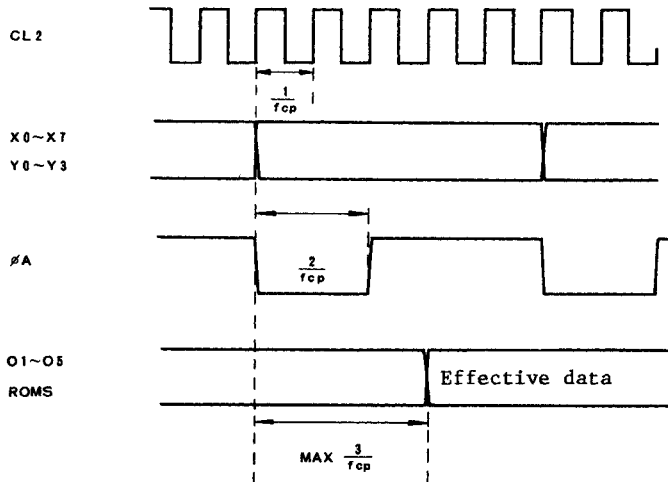 CL2
1
fcp
X0~X7
Y0~Y3
øA
2
fcp
O1~O5
ROMS
Effective data
MAX 3
fcp